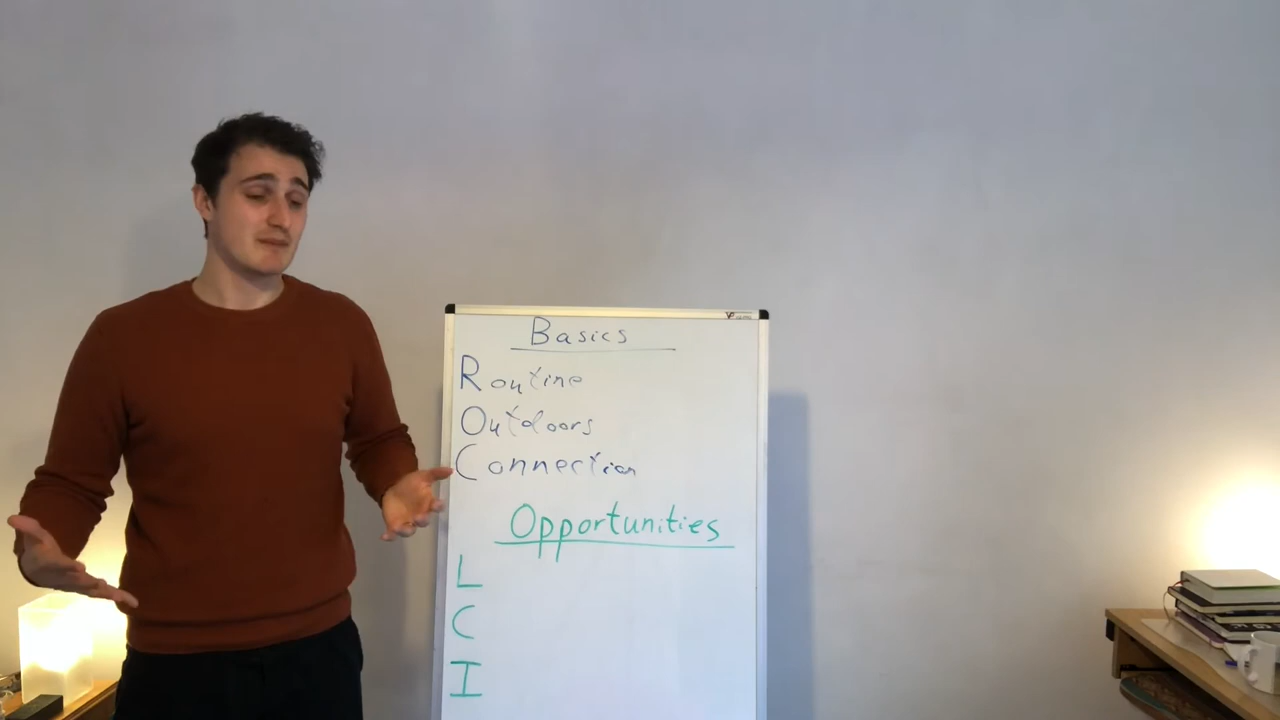 Basics
Routine
Outdoors
Connection
Opportunities
L
C
I